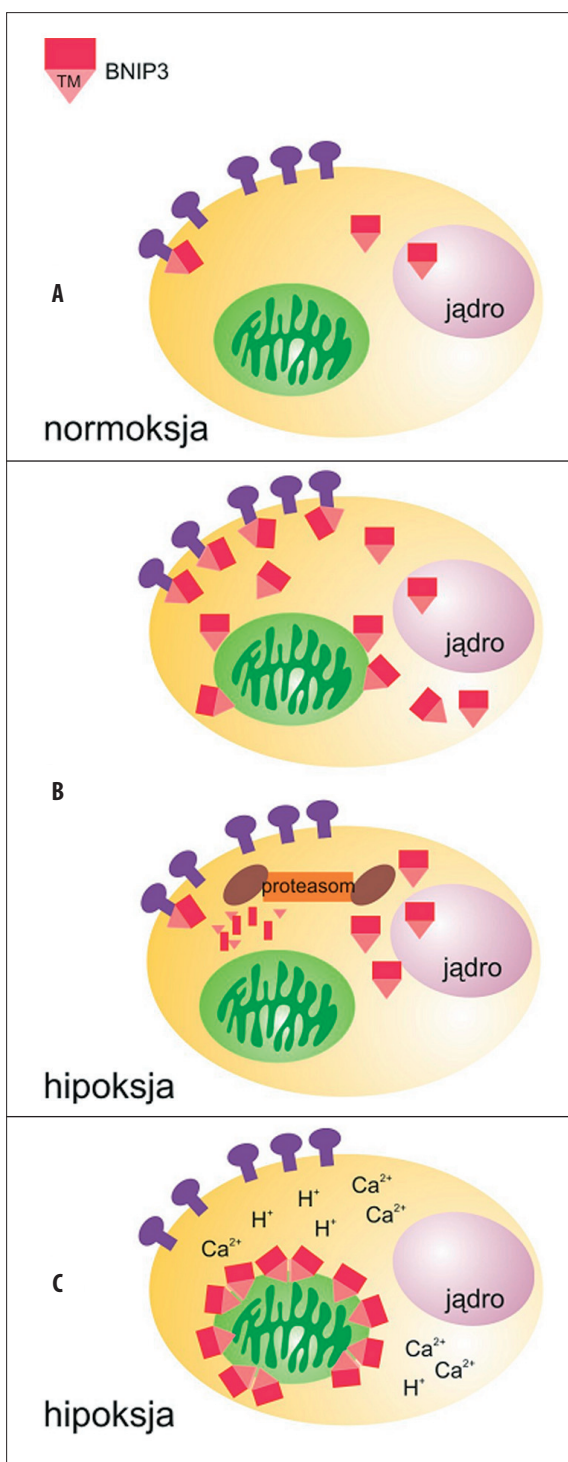 TM BNIP3
A
jądro
normoksja
jądro
B
proteasom
jądro
hipoksja
Ca²⁺
H⁺
Ca²⁺
H⁺
H⁺
Ca²⁺
C
jądro
Ca²⁺
Ca²⁺
H⁺
hipoksja